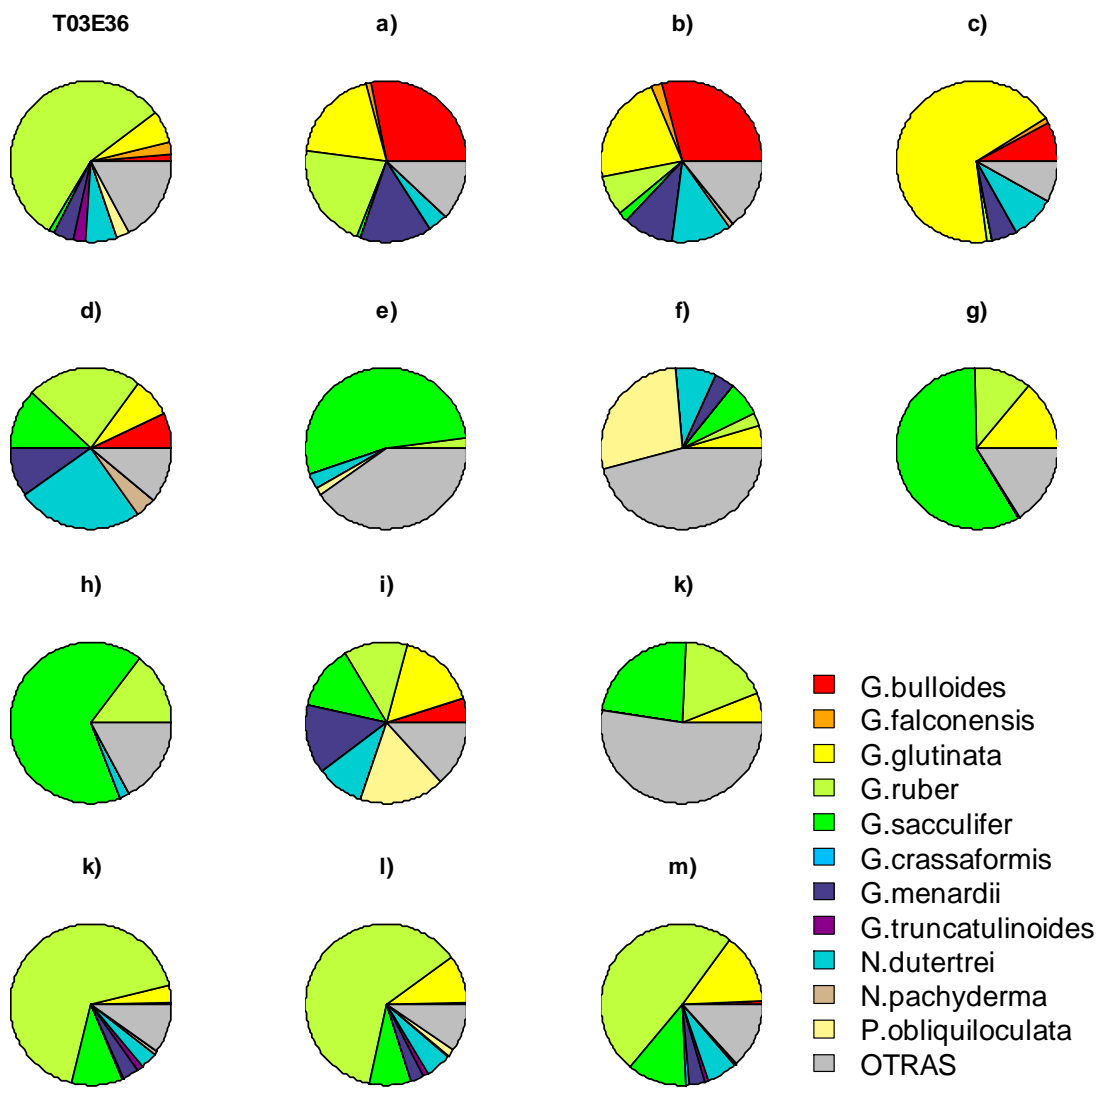 T03E36
a)
b)
c)
d)
e)
f)
g)
h)
i)
k)
k)
l)
m)
G.bulloides
G.falconensis
G.glutinata
G.ruber
G.sacculifer
G.crassaformis
G.menardii
G.truncatulinoides
N.dutertrei
N.pachyderma
P.obliquiloculata
OTRAS